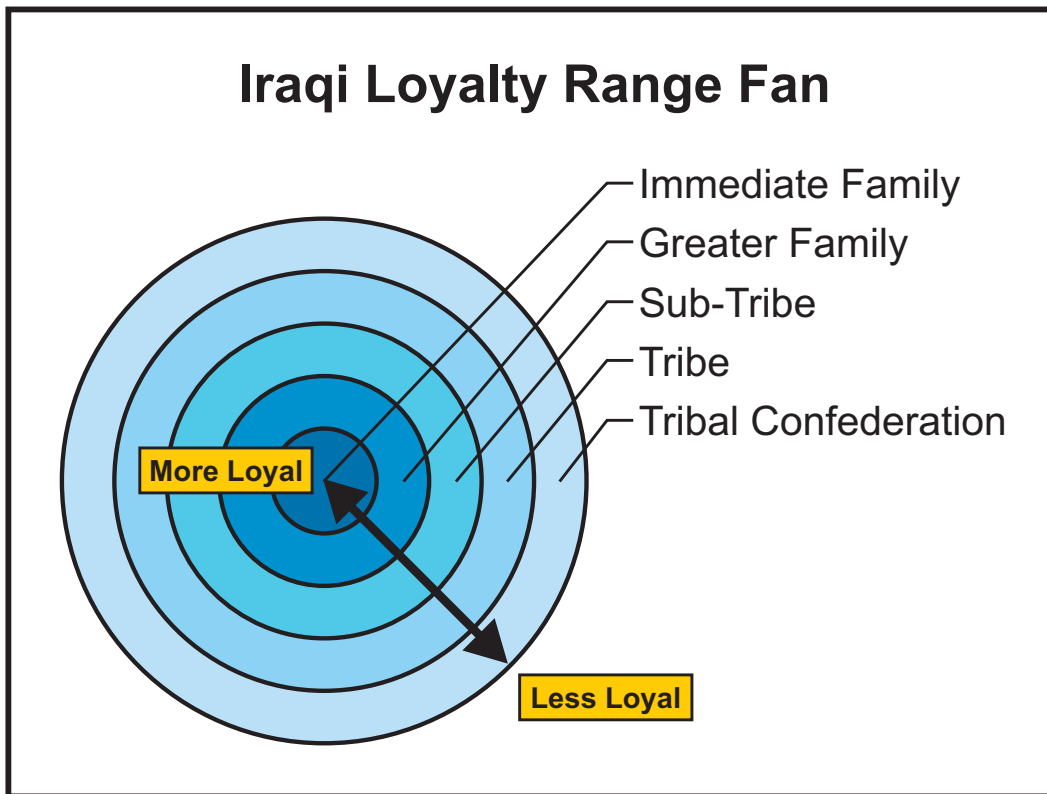 Iraqi Loyalty Range Fan
Immediate Family
Greater Family
Sub-Tribe
Tribe
Tribal Confederation
More Loyal
Less Loyal